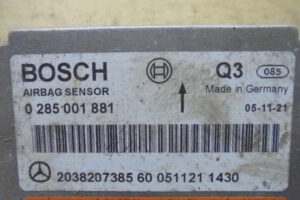 BOSCH Q3 085
AIRBAG SENSOR Made in Germany
0 285 001 881 05-11-21
2038207385 60 051121 1430